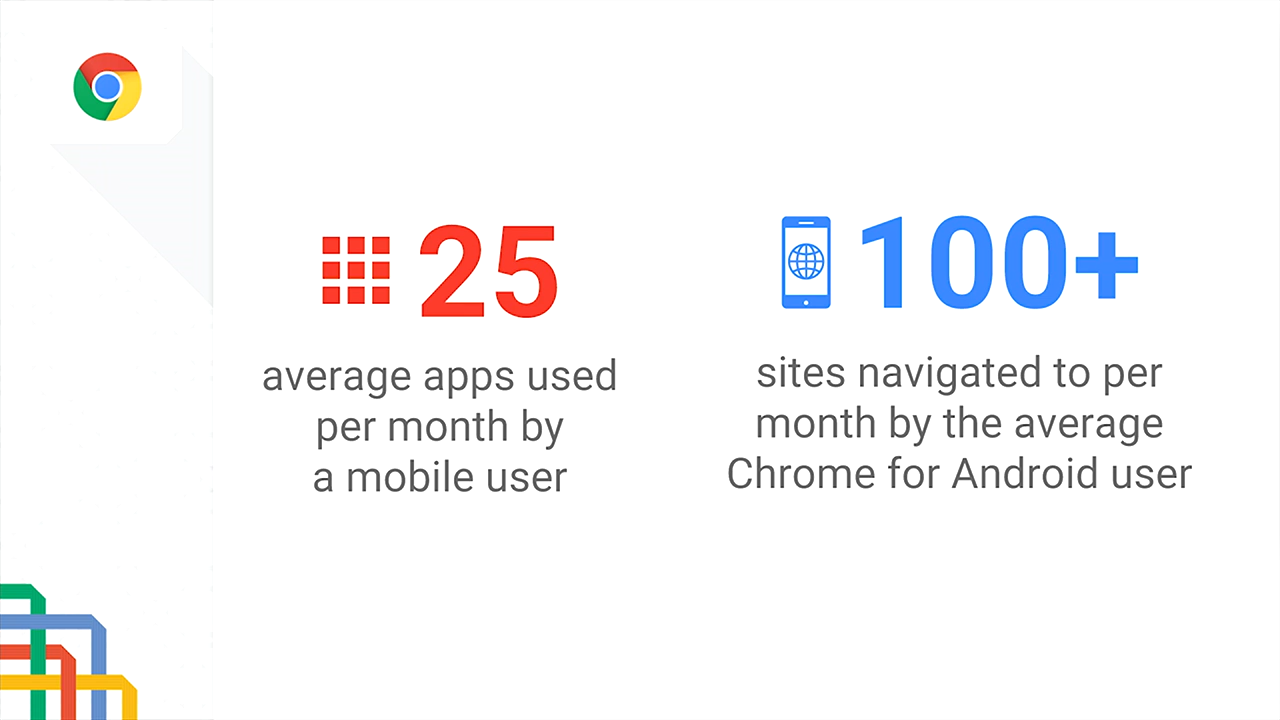 25
average apps used
per month by
a mobile user
100+
sites navigated to per
month by the average
Chrome for Android user